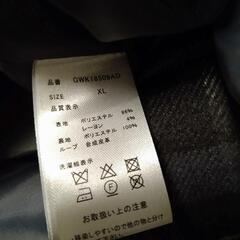 品番 GWK18509AD
SIZE XL
品質表示
表地 ポリエステル 96%
レーヨン 4%
裏地 ポリエステル 100%
ループ 合成皮革
洗濯絵表示
お取扱い上の注意